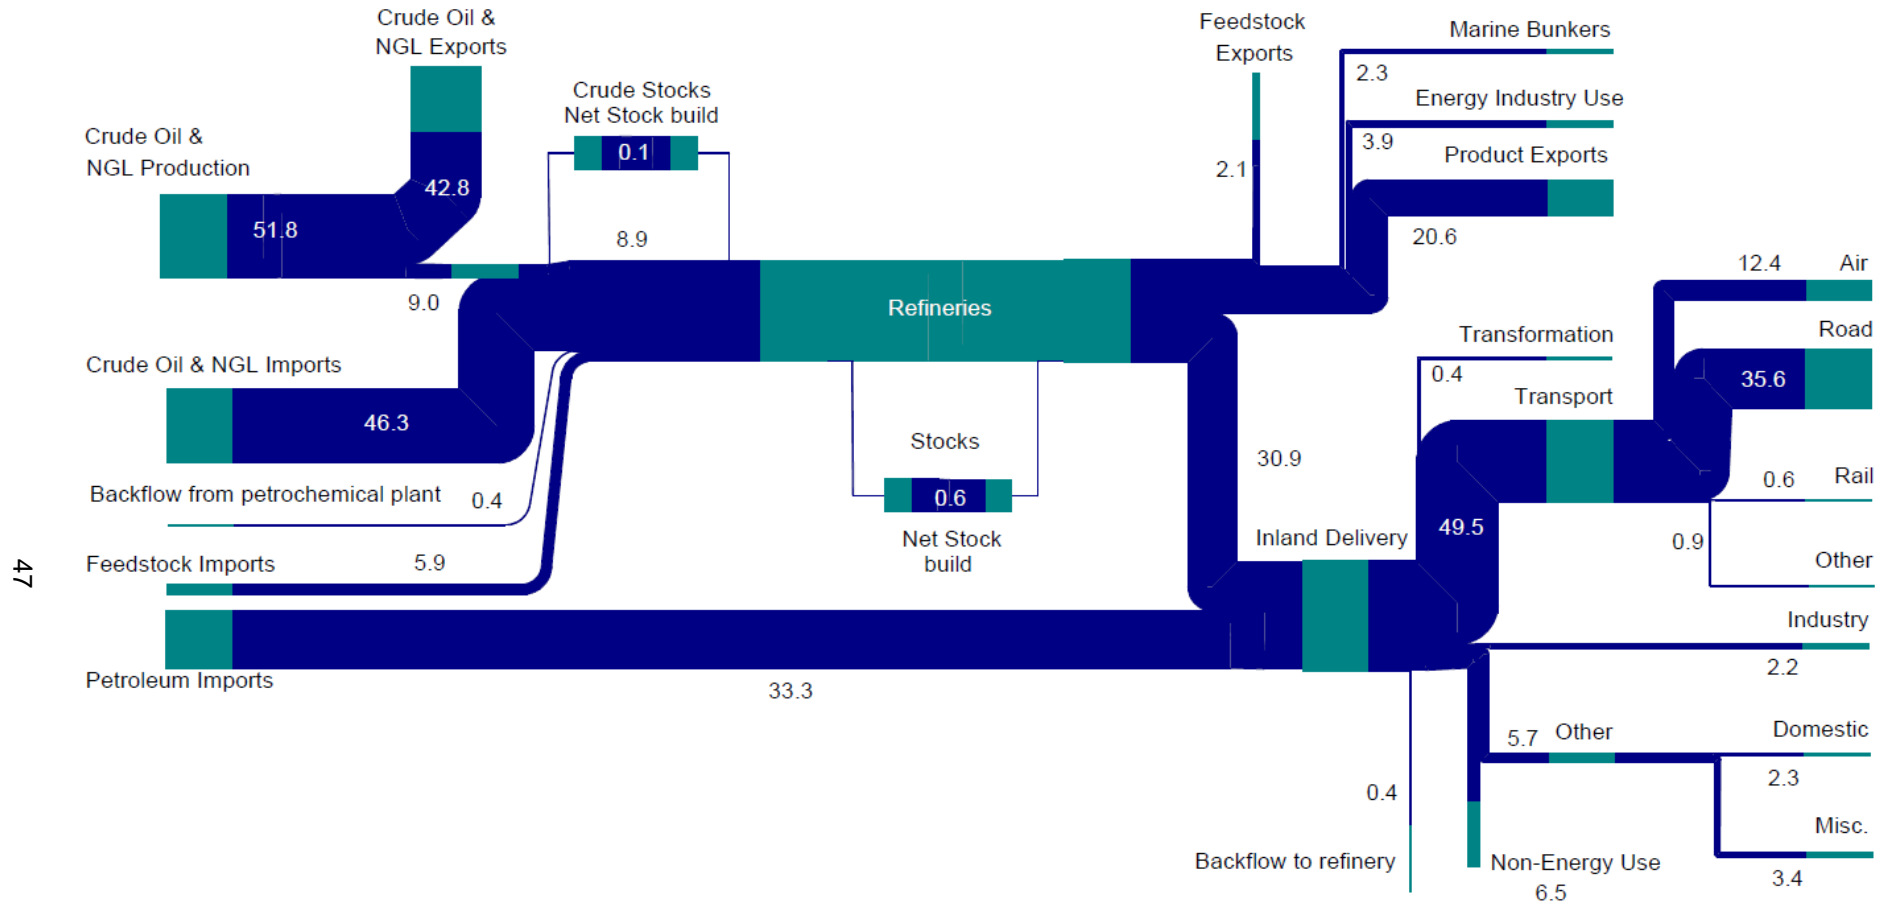 Crude Oil &
NGL Exports
Feedstock
Exports
Marine Bunkers
2.3
Energy Industry Use
3.9
Product Exports
20.6
Crude Stocks
Net Stock build
0.1
Crude Oil &
NGL Production
51.8
42.8
2.1
8.9
9.0
Refineries
12.4
Air
Road
35.6
Transformation
0.4
Transport
Crude Oil & NGL Imports
46.3
Stocks
0.6
Net Stock
build
30.9
Inland Delivery
49.5
0.6
Rail
0.9
Other
Backflow from petrochemical plant
0.4
Feedstock Imports
5.9
47
Petroleum Imports
33.3
Industry
2.2
5.7
Other
Domestic
2.3
0.4
Misc.
3.4
Backflow to refinery
Non-Energy Use
6.5